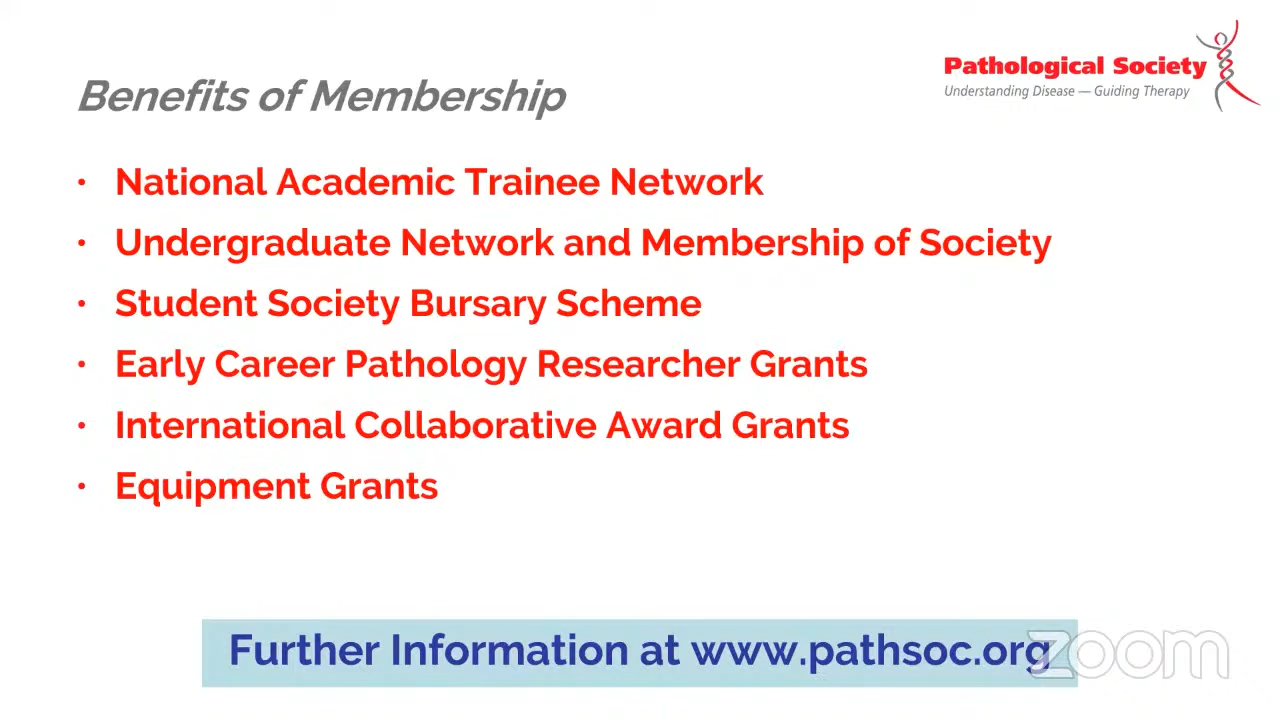 Benefits of Membership
Pathological Society
Understanding Disease — Guiding Therapy
• National Academic Trainee Network
• Undergraduate Network and Membership of Society
• Student Society Bursary Scheme
• Early Career Pathology Researcher Grants
• International Collaborative Award Grants
• Equipment Grants
Further Information at www.pathsoc.org
zoom